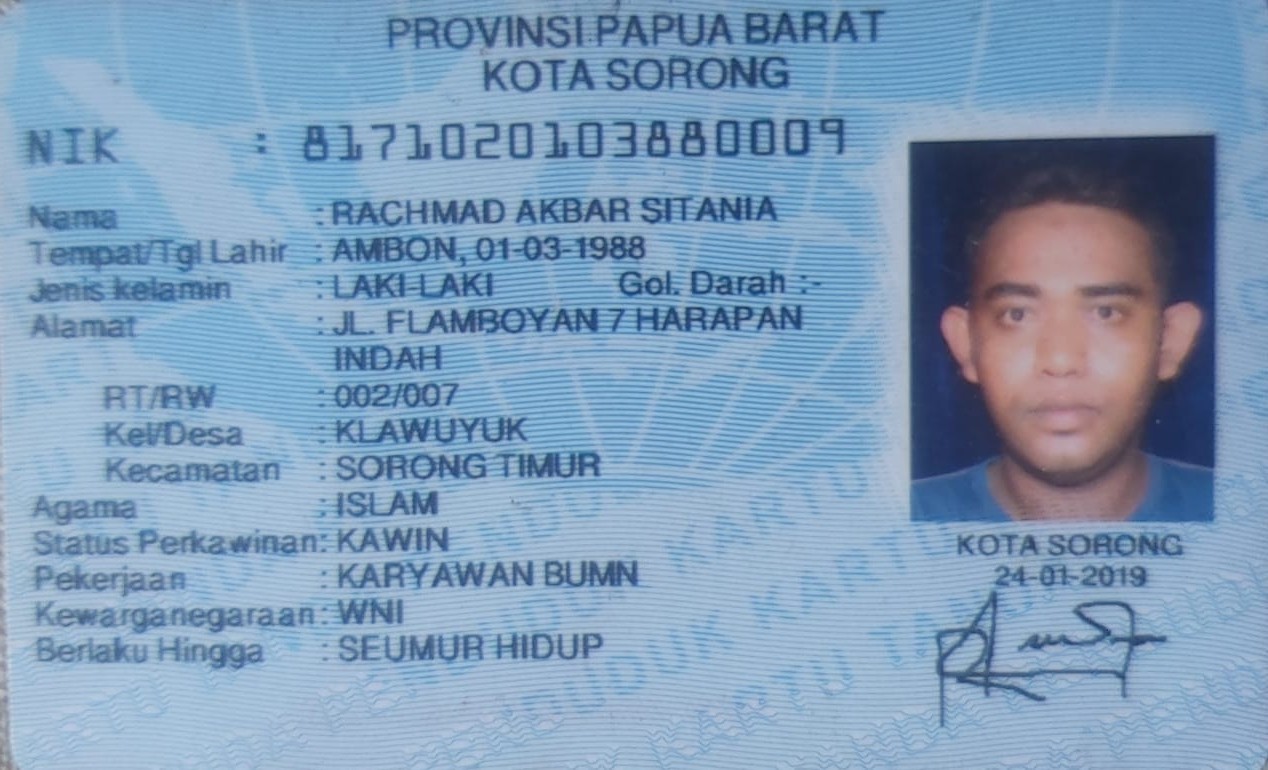 PROVINSI PAPUA BARAT
KOTA SORONG
NIK : 8171020103880009
Nama : RACHMAD AKBAR SITANIA
Tempat/Tgl Lahir : AMBON, 01-03-1988
Jenis kelamin : LAKI-LAKI Gol. Darah :-
Alamat : JL. FLAMBOYAN 7 HARAPAN
INDAH
RT/RW : 002/007
Kel/Desa : KLAWUYUK
Kecamatan : SORONG TIMUR
Agama : ISLAM
Status Perkawinan: KAWIN
Pekerjaan : KARYAWAN BUMN
Kewarganegaraan: WNI
Berlaku Hingga : SEUMUR HIDUP
KOTA SORONG
24-01-2019